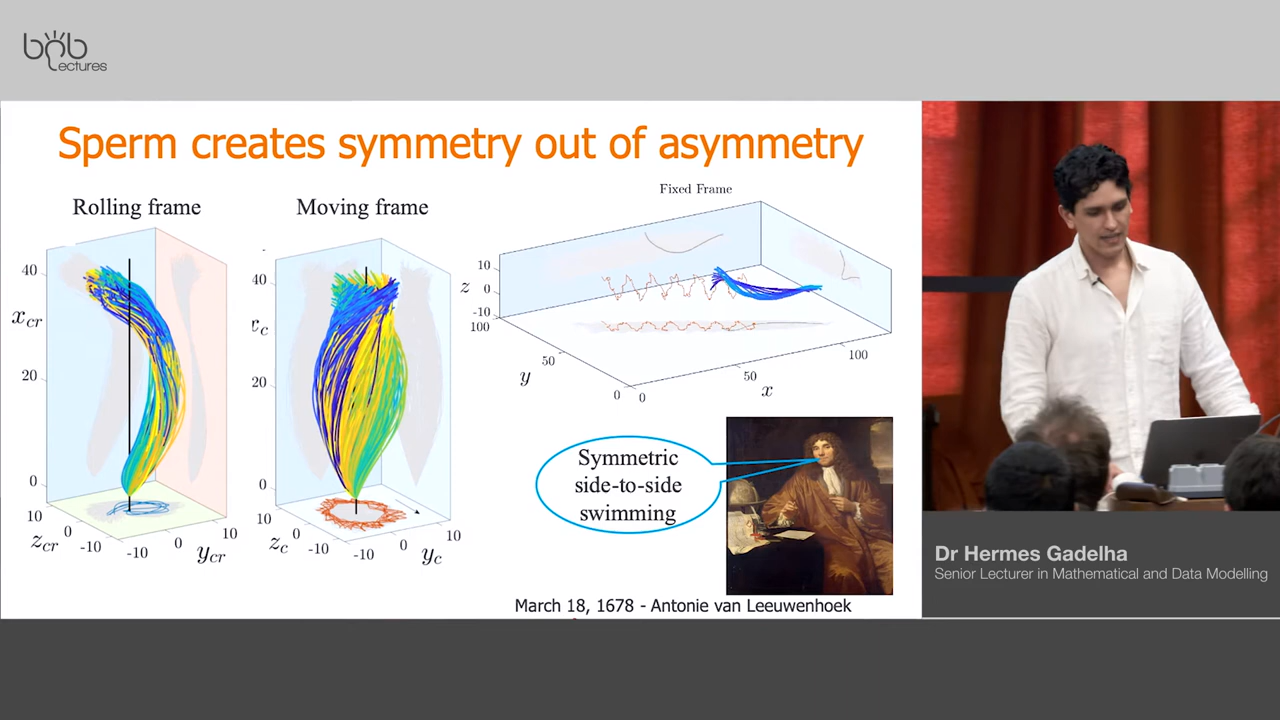 bnb
Lectures
Sperm creates symmetry out of asymmetry
Rolling frame
40
x_cr
20
0
10
0
-10
z_cr
-10
0
10
y_cr
Moving frame
40
20
0
10
0
-10
z_c
-10
0
10
y_c
Fixed Frame
z
10
0
-10
100
50
0
y
0
50
100
x
Symmetric
side-to-side
swimming
March 18, 1678 - Antonie van Leeuwenhoek
Dr Hermes Gadelha
Senior Lecturer in Mathematical and Data Modelling